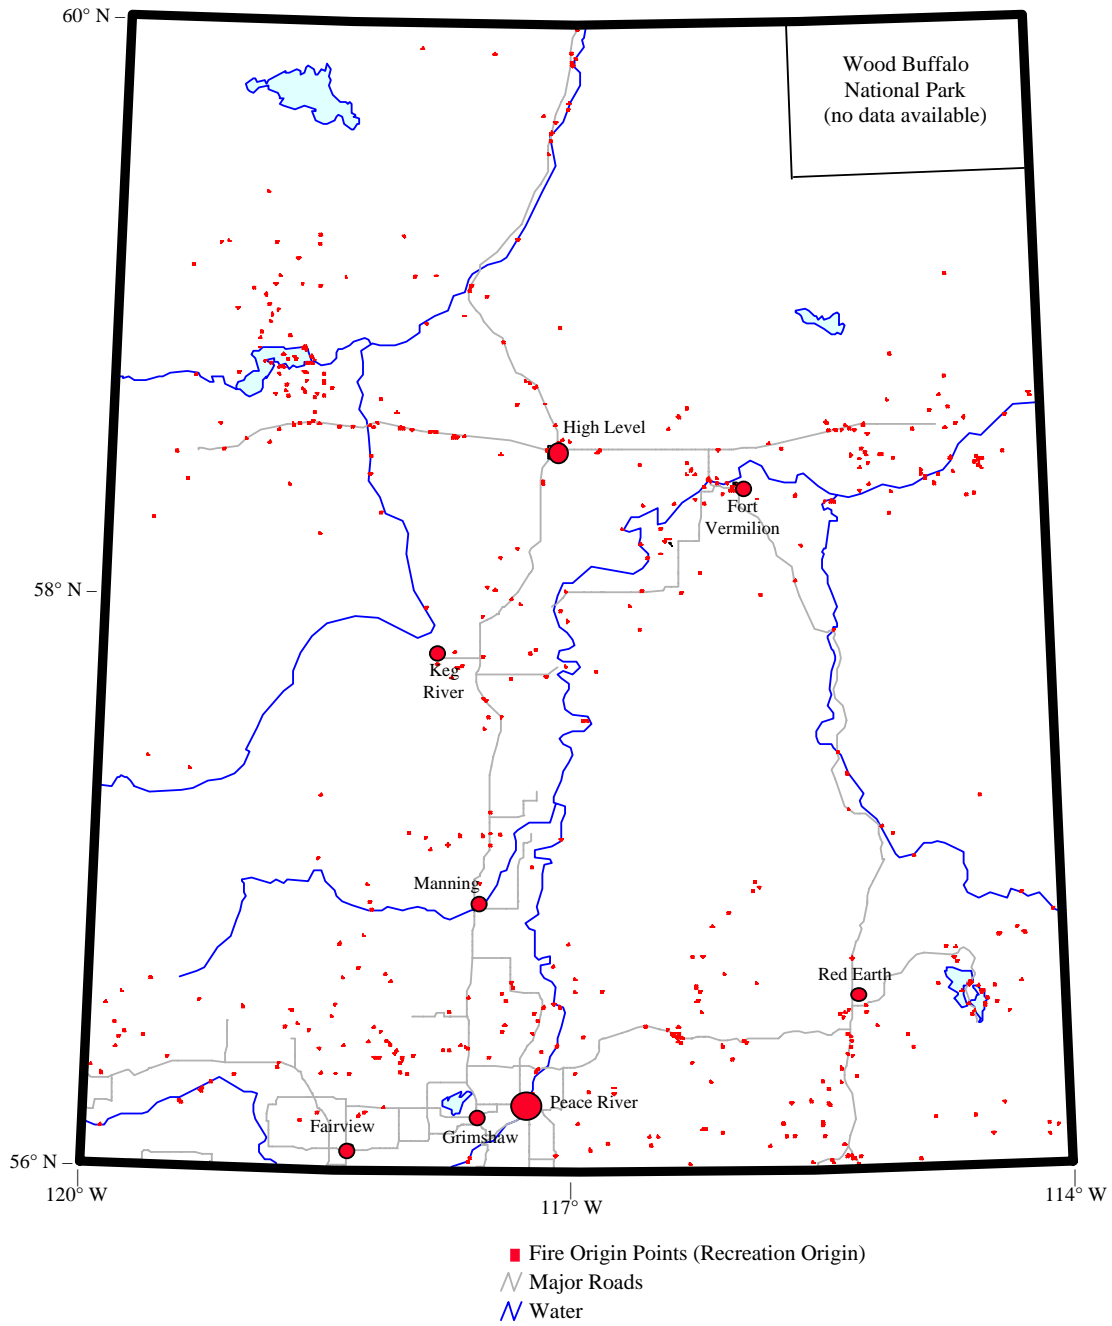 60° N
Wood Buffalo
National Park
(no data available)
High Level
Fort
Vermilion
58° N
Keg
River
Manning
Red Earth
Peace River
Fairview
Grimshaw
56° N
120° W
117° W
114° W
Fire Origin Points (Recreation Origin)
Major Roads
Water